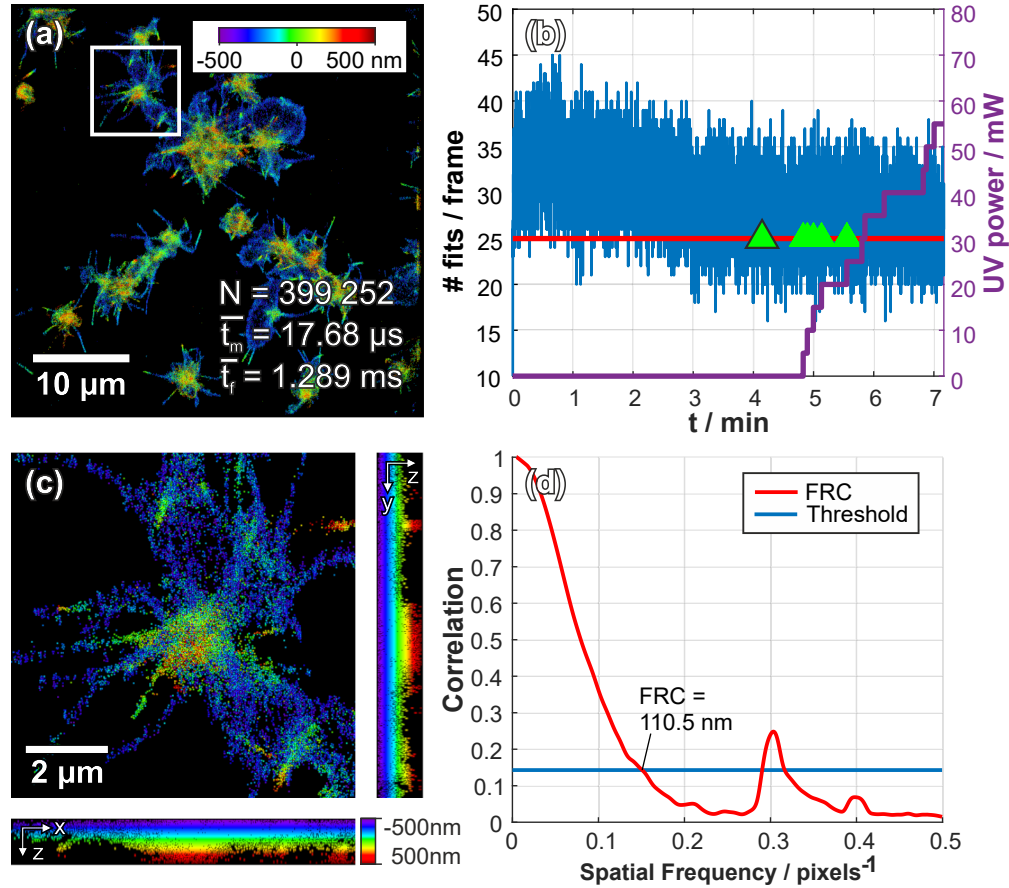 (a)
-500 0 500 nm
N = 399 252
t̅ₘ = 17.68 µs
t̅f = 1.289 ms
10 µm
(b)
50
45
40
35
30
25
20
15
10
# fits / frame
80
70
60
50
40
30
20
10
0
UV power / mW
0 1 2 3 4 5 6 7
t / min
(c)
2 µm
z
y
x
z
-500nm
500nm
(d)
1
0.9
0.8
0.7
0.6
0.5
0.4
0.3
0.2
0.1
0
Correlation
FRC
Threshold
FRC =
110.5 nm
0 0.1 0.2 0.3 0.4 0.5
Spatial Frequency / pixels⁻¹